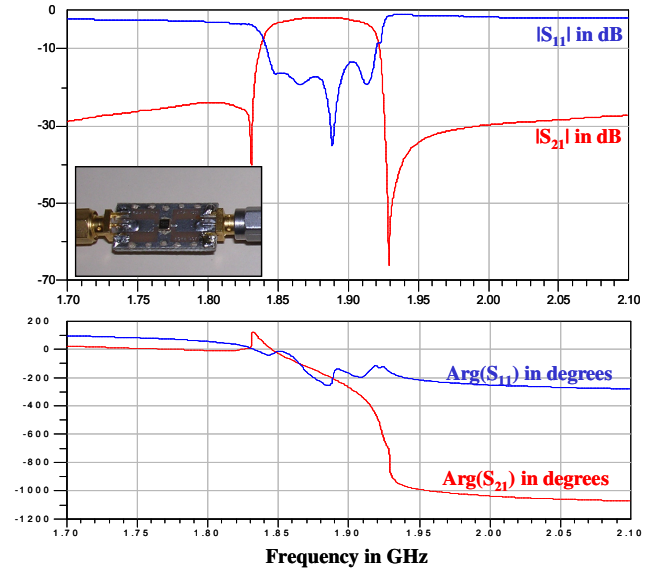 -10
-30
-50
-70
|S11| in dB
|S21| in dB
1.70 1.75 1.80 1.85 1.90 1.95 2.00 2.05 2.10
200
0
-200
-400
-600
-800
-1000
-1200
Arg(S11) in degrees
Arg(S21) in degrees
1.70 1.75 1.80 1.85 1.90 1.95 2.00 2.05 2.10
Frequency in GHz